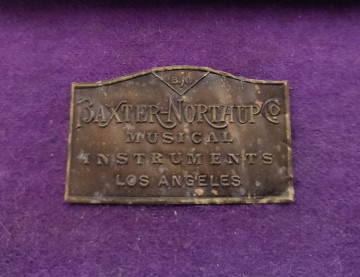 B.N.
BAXTER-NORTHUP CO
MUSICAL
INSTRUMENTS
LOS ANGELES